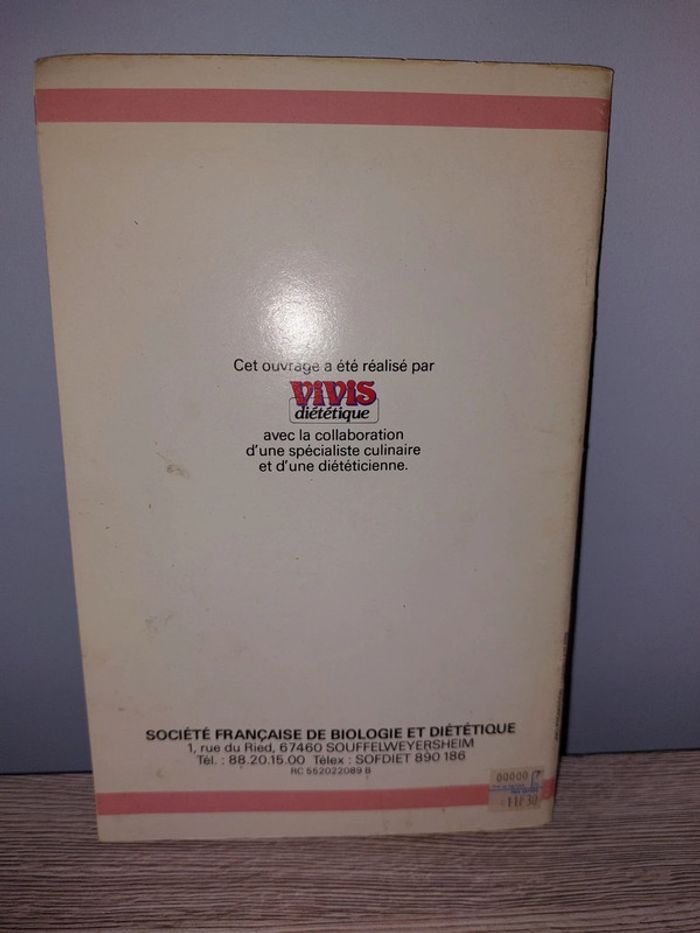 Cet ouvrage a été réalisé par
ViViS
diététique
avec la collaboration
d'une spécialiste culinaire
et d'une diététicienne.
SOCIÉTÉ FRANÇAISE DE BIOLOGIE ET DIÉTÉTIQUE
1, rue du Ried, 67460 SOUFFELWEYERSHEIM
Tél. : 88.20.15.00 Télex : SOFDIET 890 186
RC 552022089 B
00000